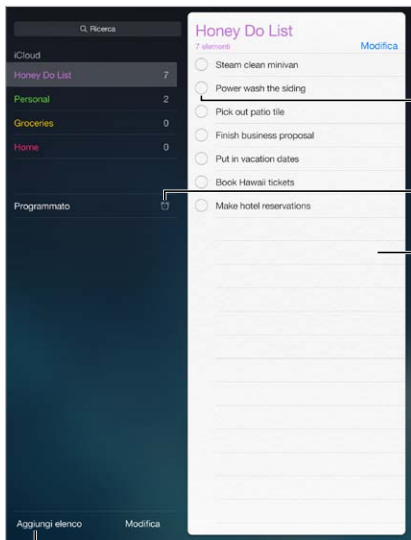 Ricerca
iCloud
Honey Do List 7
Personal 2
Groceries 0
Home 0
Programmato
Aggiungi elenco Modifica
Honey Do List
7 elementi Modifica
Steam clean minivan
Power wash the siding
Pick out patio tile
Finish business proposal
Put in vacation dates
Book Hawaii tickets
Make hotel reservations